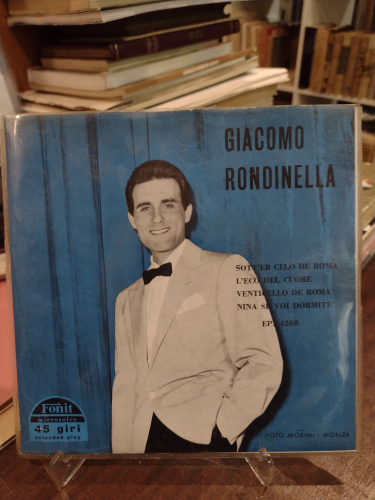 GIACOMO
RONDINELLA
SOTT'ER CELO DE ROMA
L'ECO DEL CUORE
VENTICELLO DE ROMA
NINA SE VOI DORMITE
EP. 4268
Fonit
microsolco
45 giri
extended play
FOTO MORINI - MONZA